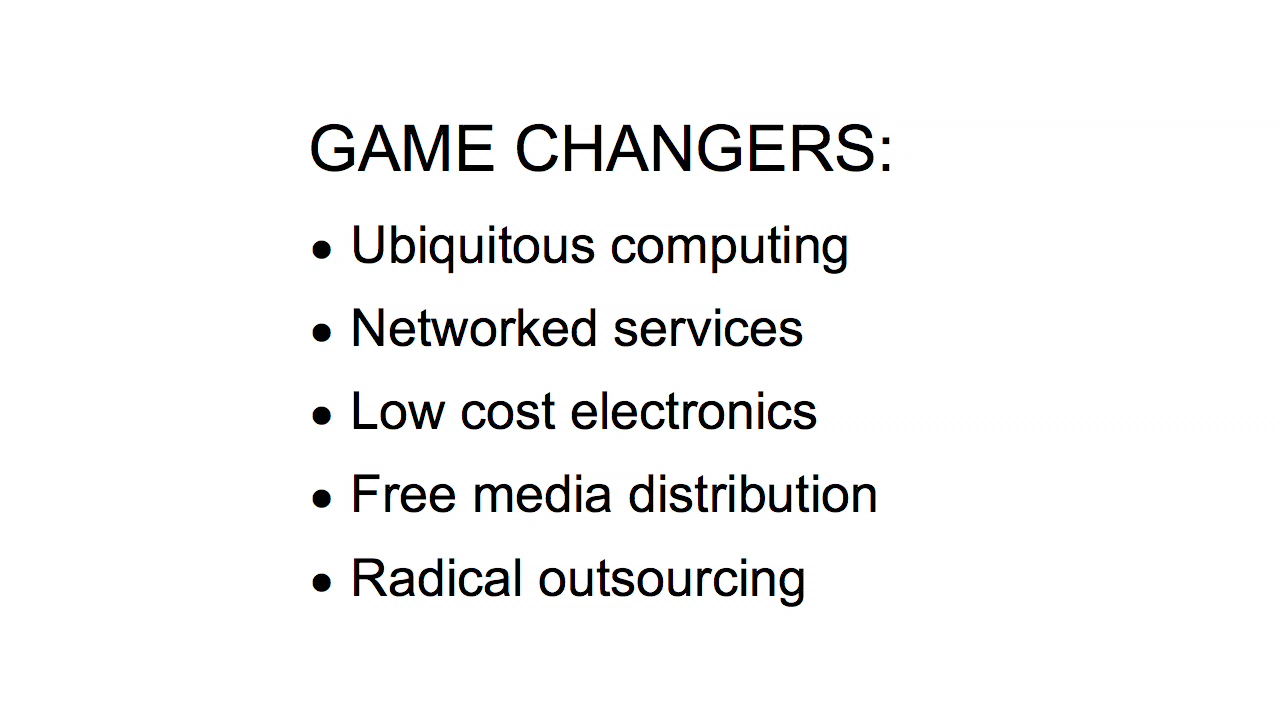 GAME CHANGERS:
• Ubiquitous computing
• Networked services
• Low cost electronics
• Free media distribution
• Radical outsourcing